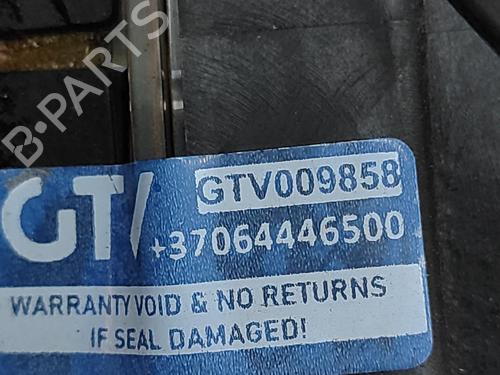 B-PARTS
GTV
GTV009858
+37064446500
WARRANTY VOID & NO RETURNS
IF SEAL DAMAGED!